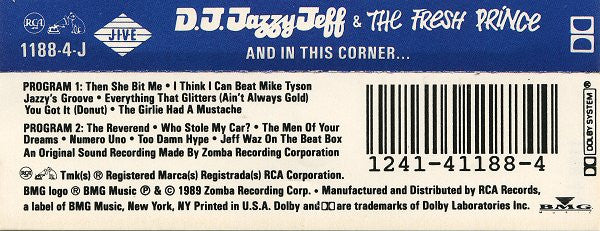 RCA
JIVE
1188-4-J
D.J. Jazzy Jeff & THE FRESH PRINCE
AND IN THIS CORNER...
PROGRAM 1: Then She Bit Me • I Think I Can Beat Mike Tyson
Jazzy's Groove • Everything That Glitters (Ain't Always Gold)
You Got It (Donut) • The Girlie Had A Mustache
PROGRAM 2: The Reverend • Who Stole My Car? • The Men Of Your
Dreams • Numero Uno • Too Damn Hype • Jeff Waz On The Beat Box
An Original Sound Recording Made By Zomba Recording Corporation
1241-41188-4
DOLBY SYSTEM®
Tmk(s) ® Registered Marca(s) Registrada(s) RCA Corporation.
BMG logo ® BMG Music ℗ & © 1989 Zomba Recording Corp. • Manufactured and Distributed by RCA Records,
a label of BMG Music, New York, NY Printed in U.S.A. Dolby and are trademarks of Dolby Laboratories Inc.
BMG